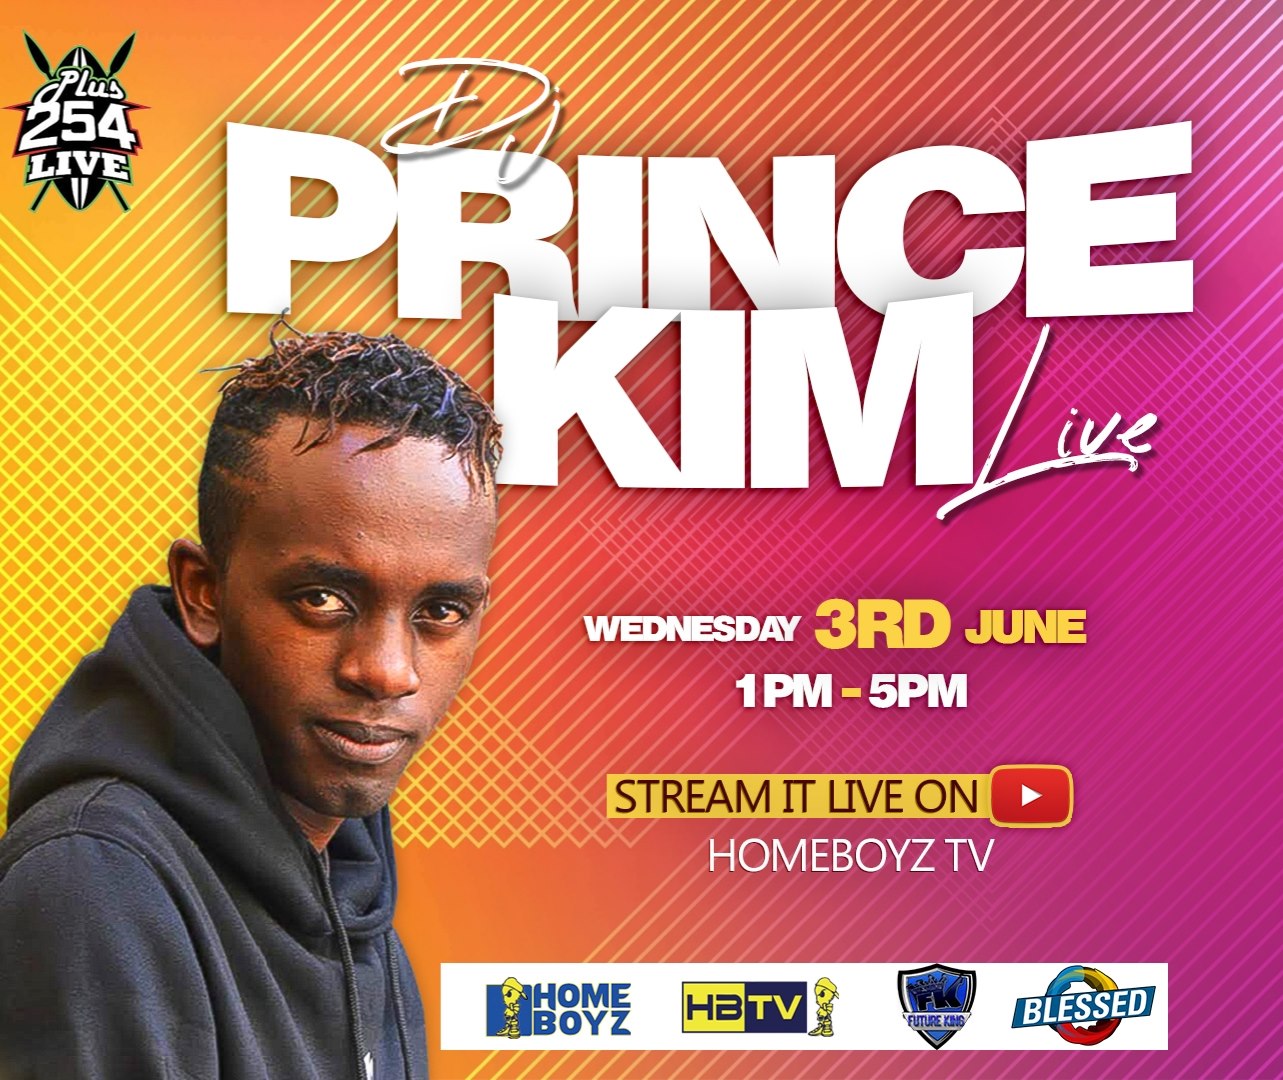 Plus
254
LIVE
Dj
PRINCE
KIM
Live
WEDNESDAY 3RD JUNE
1PM - 5PM
STREAM IT LIVE ON
HOMEBOYZ TV
HOME
BOYZ
HBTV
FK
FUTURE KING
BLESSED